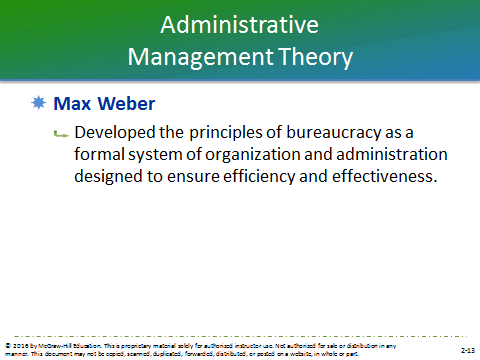 Administrative
Management Theory
Max Weber
Developed the principles of bureaucracy as a
formal system of organization and administration
designed to ensure efficiency and effectiveness.
© 2016 by McGraw-Hill Education. This is proprietary material solely for authorized instructor use. Not authorized for sale or distribution in any
manner. This document may not be copied, scanned, duplicated, forwarded, distributed, or posted on a website, in whole or part.
2-13